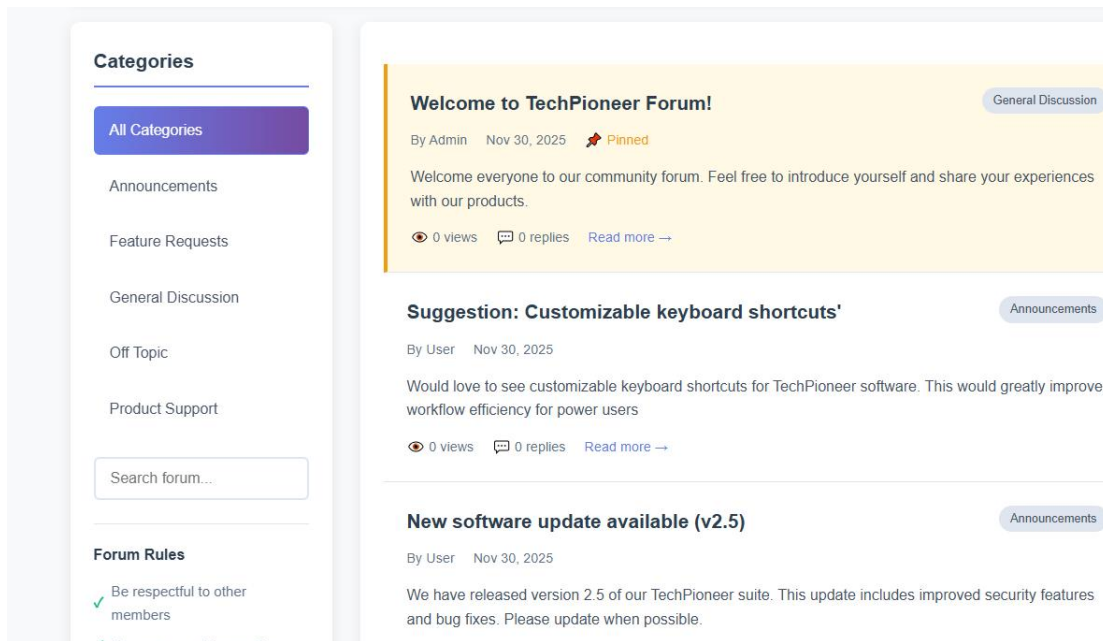 Categories
All Categories
Announcements
Feature Requests
General Discussion
Off Topic
Product Support
Search forum...
Forum Rules
Be respectful to other
members
Welcome to TechPioneer Forum!
General Discussion
By Admin Nov 30, 2025 📌 Pinned
Welcome everyone to our community forum. Feel free to introduce yourself and share your experiences
with our products.
0 views 0 replies Read more →
Suggestion: Customizable keyboard shortcuts'
Announcements
By User Nov 30, 2025
Would love to see customizable keyboard shortcuts for TechPioneer software. This would greatly improve
workflow efficiency for power users
0 views 0 replies Read more →
New software update available (v2.5)
Announcements
By User Nov 30, 2025
We have released version 2.5 of our TechPioneer suite. This update includes improved security features
and bug fixes. Please update when possible.